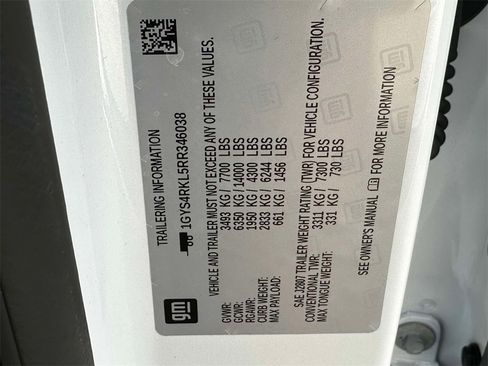 TRAILERING INFORMATION
1GYS4RKL5RR346038
VEHICLE AND TRAILER MUST NOT EXCEED ANY OF THESE VALUES.
GVWR: 3493 KG/ 7700 LBS
GCWR: 6350 KG/14000 LBS
RGAWR: 1950 KG/ 4300 LBS
CURB WEIGHT: 2833 KG/ 6244 LBS
MAX PAYLOAD: 661 KG/ 1456 LBS
SAE J2807 TRAILER WEIGHT RATING (TWR) FOR VEHICLE CONFIGURATION.
CONVENTIONAL TWR: 3311 KG/ 7300 LBS
MAX TONGUE WEIGHT: 331 KG/ 730 LBS
SEE OWNER'S MANUAL FOR MORE INFORMATION
gm